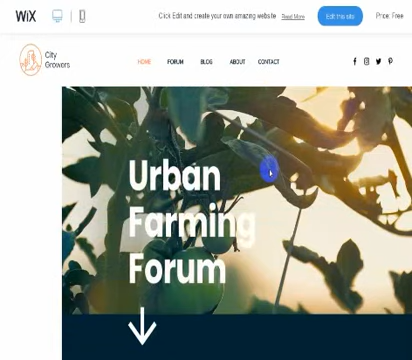 WiX
Click Edit and create your own amazing website Read More Edit this site Price: Free
City
Growers
HOME FORUM BLOG ABOUT CONTACT
Urban
Farming
Forum